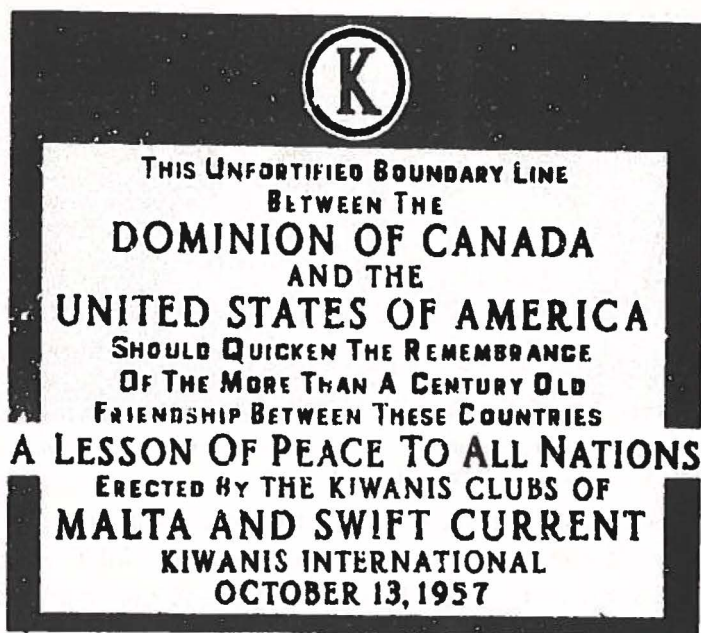 K
THIS UNFORTIFIED BOUNDARY LINE
BETWEEN THE
DOMINION OF CANADA
AND THE
UNITED STATES OF AMERICA
SHOULD QUICKEN THE REMEMBRANCE
OF THE MORE THAN A CENTURY OLD
FRIENDSHIP BETWEEN THESE COUNTRIES
A LESSON OF PEACE TO ALL NATIONS
ERECTED BY THE KIWANIS CLUBS OF
MALTA AND SWIFT CURRENT
KIWANIS INTERNATIONAL
OCTOBER 13, 1957